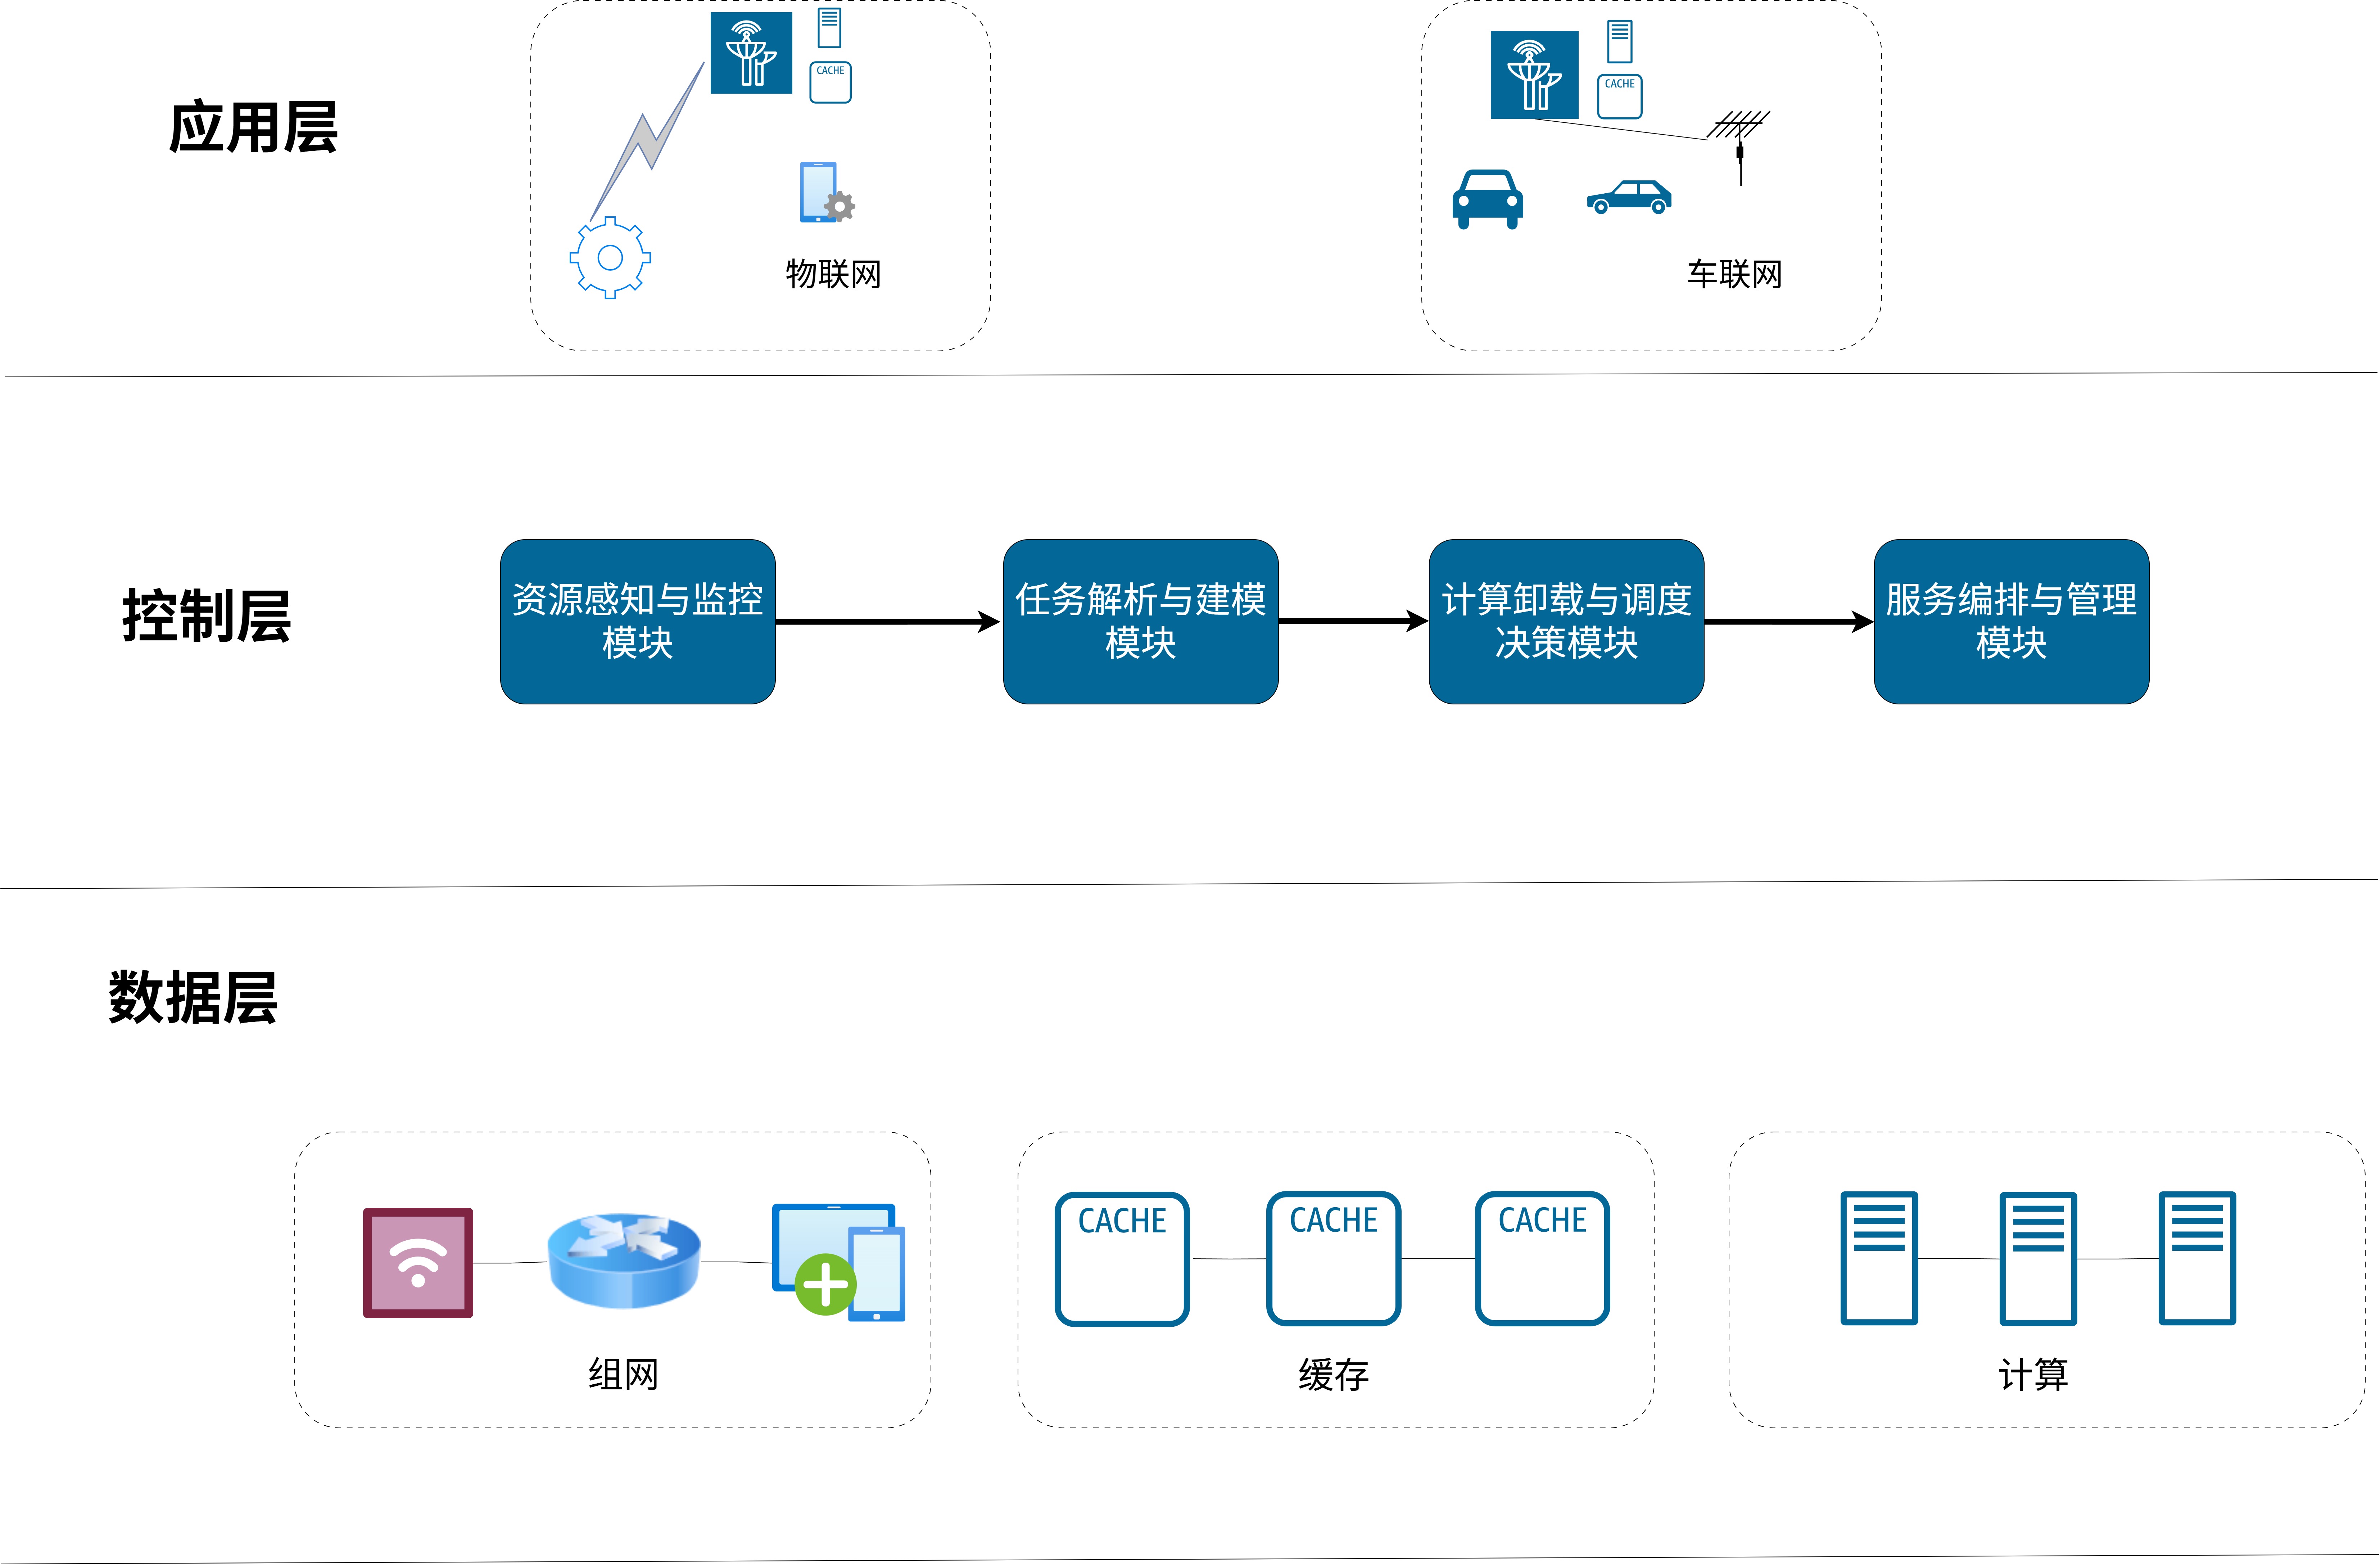 CACHE
CACHE
应用层
物联网
车联网
资源感知与监控
模块
任务解析与建模
模块
计算卸载与调度
决策模块
服务编排与管理
模块
控制层
数据层
CACHE
CACHE
CACHE
组网
缓存
计算